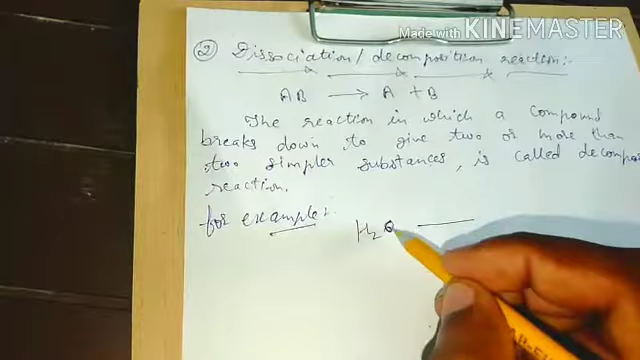 Made with KINEMASTER
② Dissociation/decomposition reaction:-
AB → A + B
The reaction in which a compound
breaks down to give two or more than
two simpler substances, is called decompos
reaction.
for example:
H₂O —